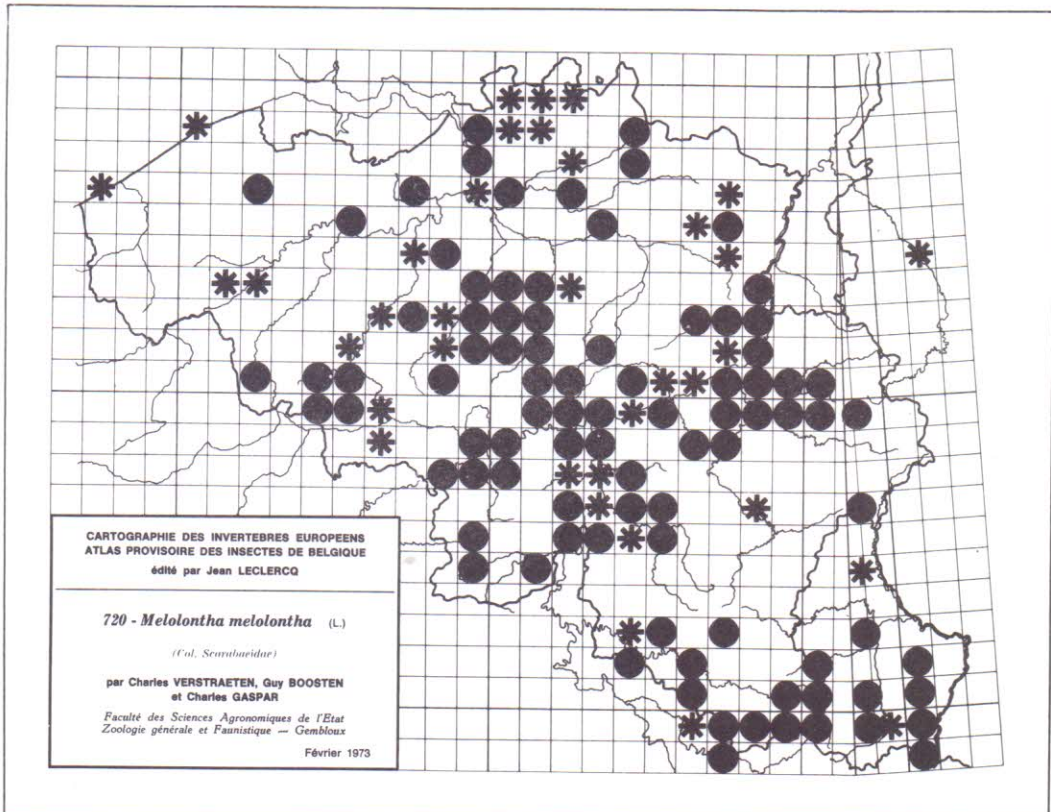 CARTOGRAPHIE DES INVERTEBRES EUROPEENS
ATLAS PROVISOIRE DES INSECTES DE BELGIQUE
édité par Jean LECLERCQ
720 - Melolontha melolontha (L.)
(Col. Scarabaeidae)
par Charles VERSTRAETEN, Guy BOOSTEN
et Charles GASPAR
Faculté des Sciences Agronomiques de l'Etat
Zoologie générale et Faunistique — Gembloux
Février 1973